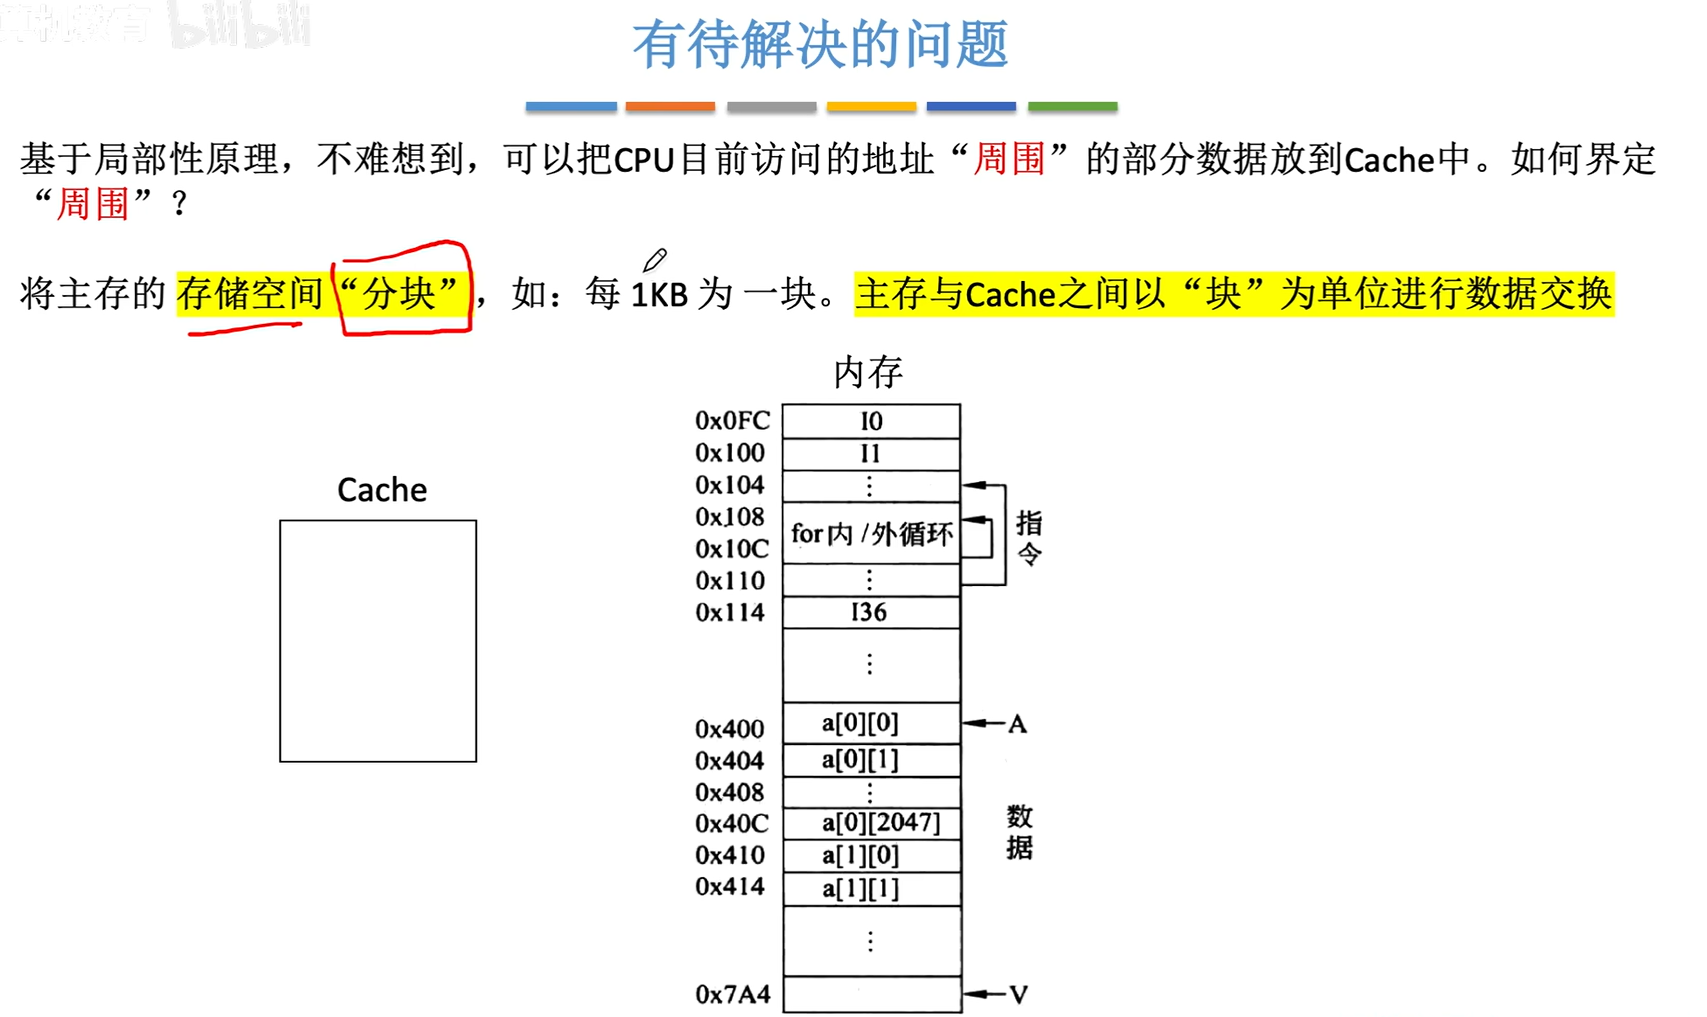 算机教育 bilibili
有待解决的问题
基于局部性原理，不难想到，可以把CPU目前访问的地址“周围”的部分数据放到Cache中。如何界定
“周围”？
将主存的 存储空间 “分块”，如：每 1KB 为 一块。主存与Cache之间以“块”为单位进行数据交换
内存
Cache
0x0FC I0
0x100 I1
0x104 ⋮
0x108
for内 /外循环
0x10C
0x110 ⋮
0x114 I36
⋮
指令
0x400 a[0][0] A
0x404 a[0][1]
0x408 ⋮
0x40C a[0][2047]
0x410 a[1][0]
0x414 a[1][1]
⋮
数据
0x7A4 V